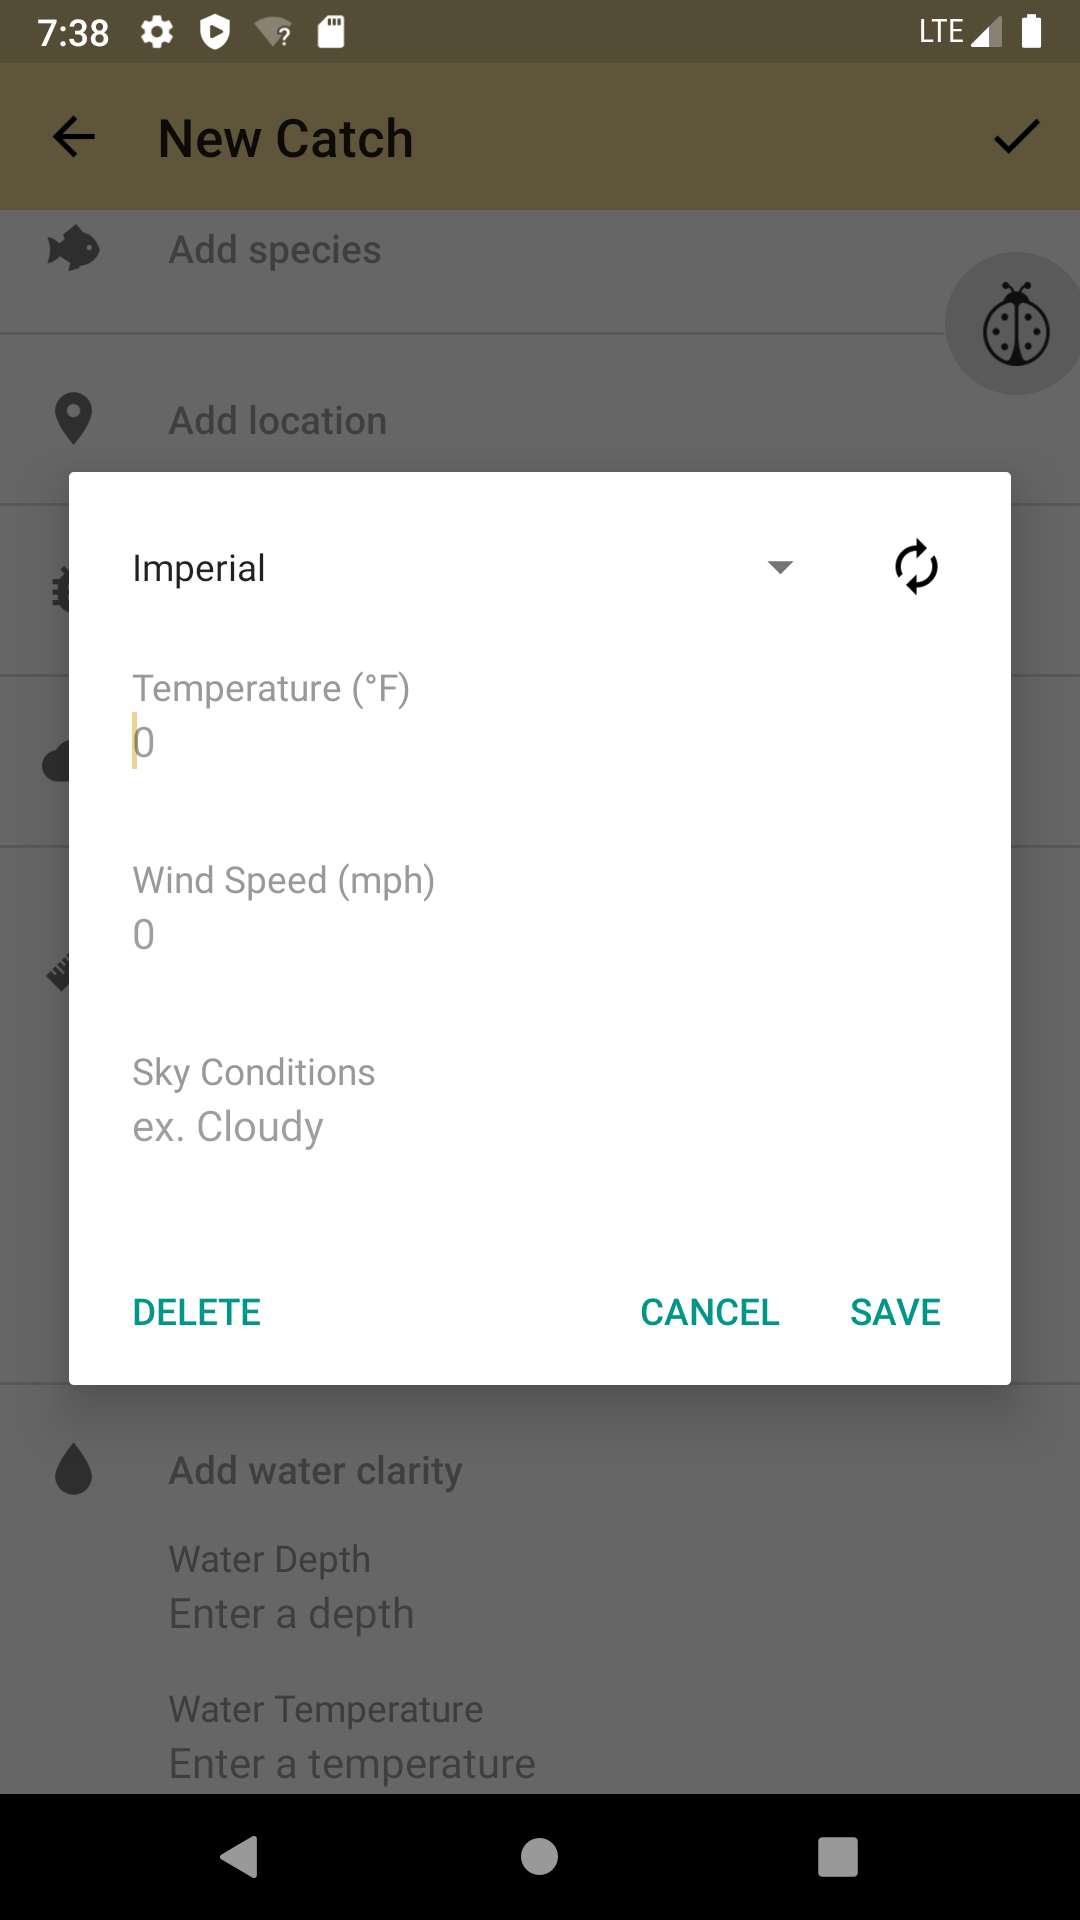 7:38
LTE
New Catch
Add species
Add location
Imperial
Temperature (°F)
0
Wind Speed (mph)
0
Sky Conditions
ex. Cloudy
DELETE
CANCEL
SAVE
Add water clarity
Water Depth
Enter a depth
Water Temperature
Enter a temperature